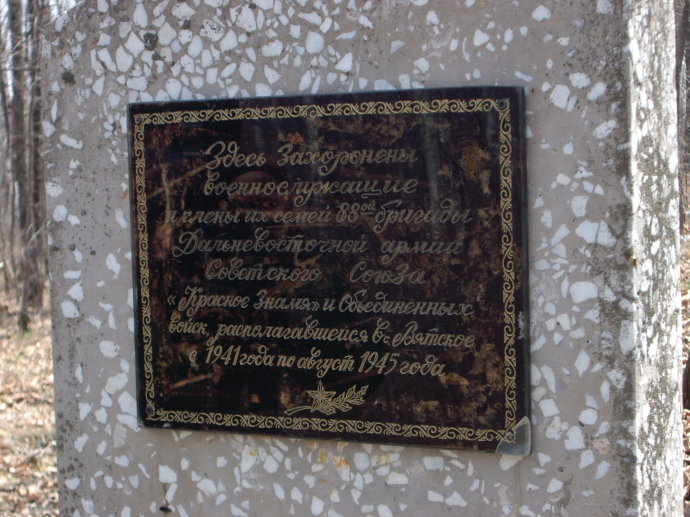 Здесь Захоронены
военнослужащие
и члены их семей 88ой бригады
Дальневосточной армии
Советского Союза
«Красное Знамя» и Объединённых
войск, располагавшейся в с. Вятское
с 1941 года по август 1945 года